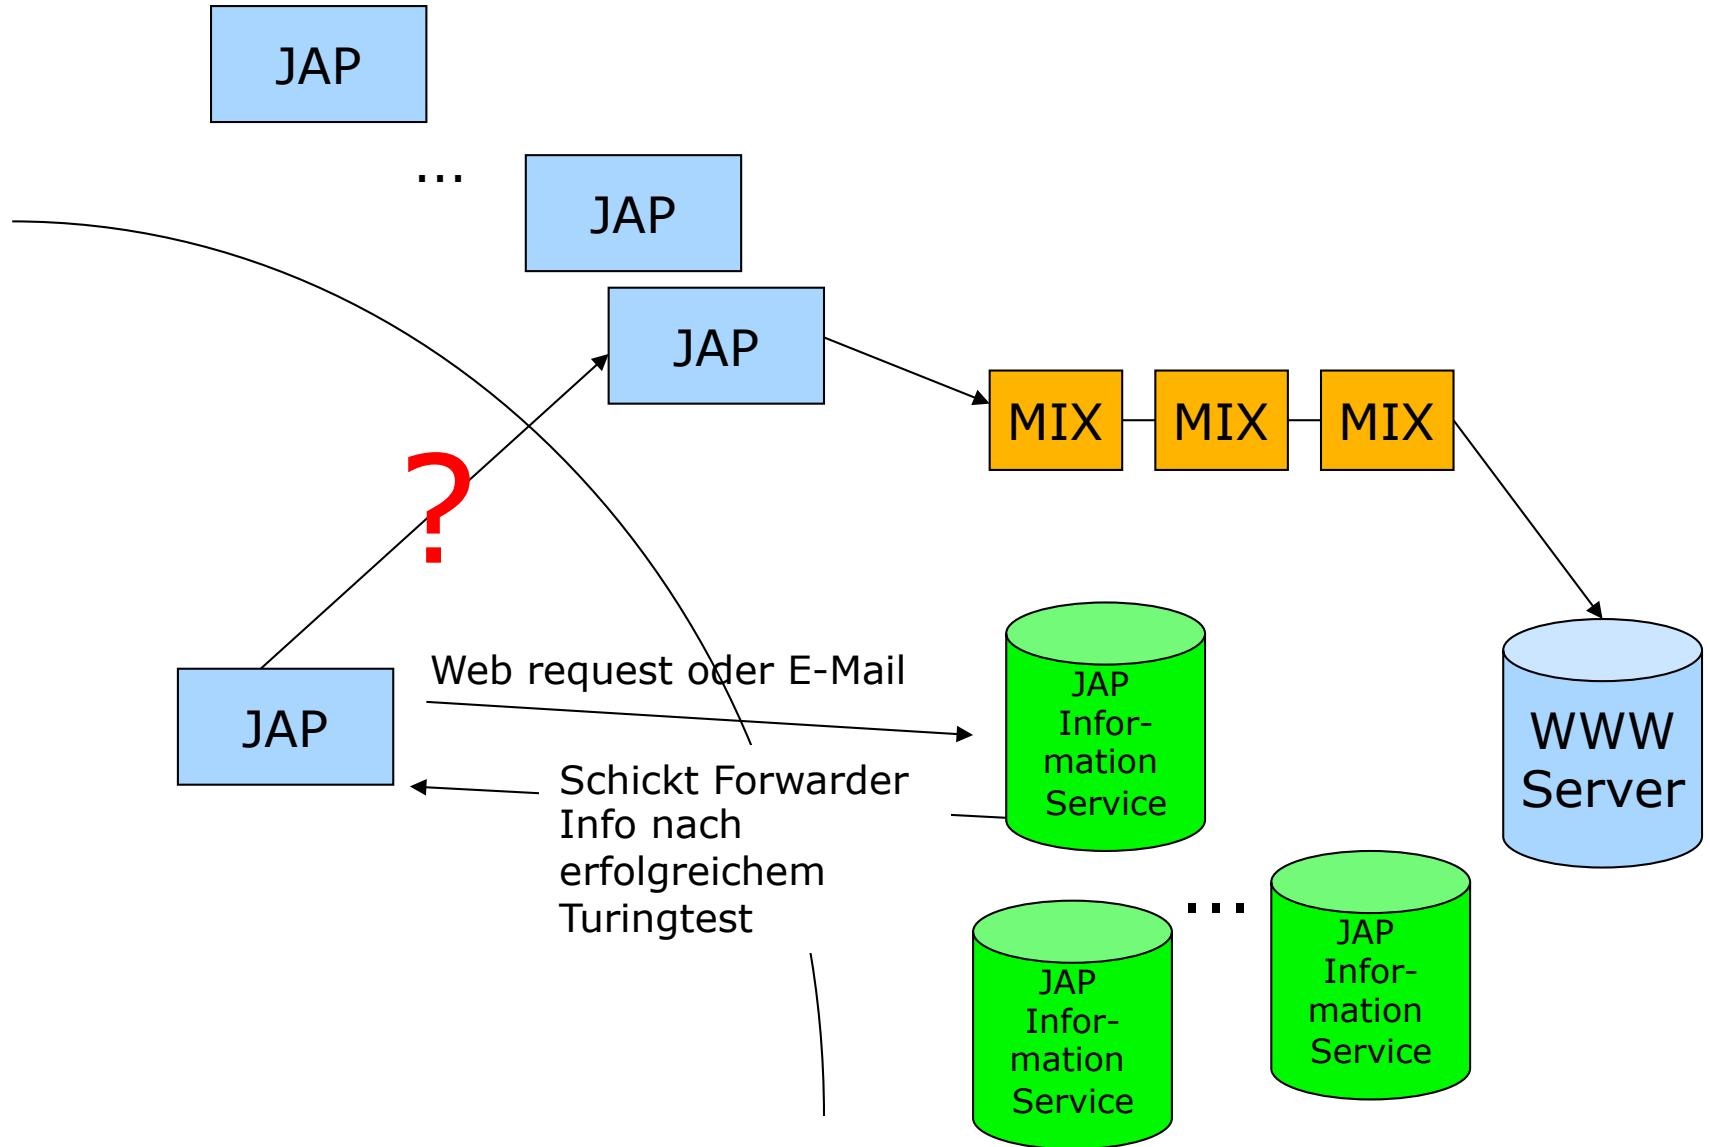 JAP
...
JAP
JAP
MIX
MIX
MIX
?
Web request oder E-Mail
JAP
JAP
Infor-
mation
Service
WWW
Server
Schickt Forwarder
Info nach
erfolgreichem
Turingtest
...
JAP
Infor-
mation
Service
JAP
Infor-
mation
Service